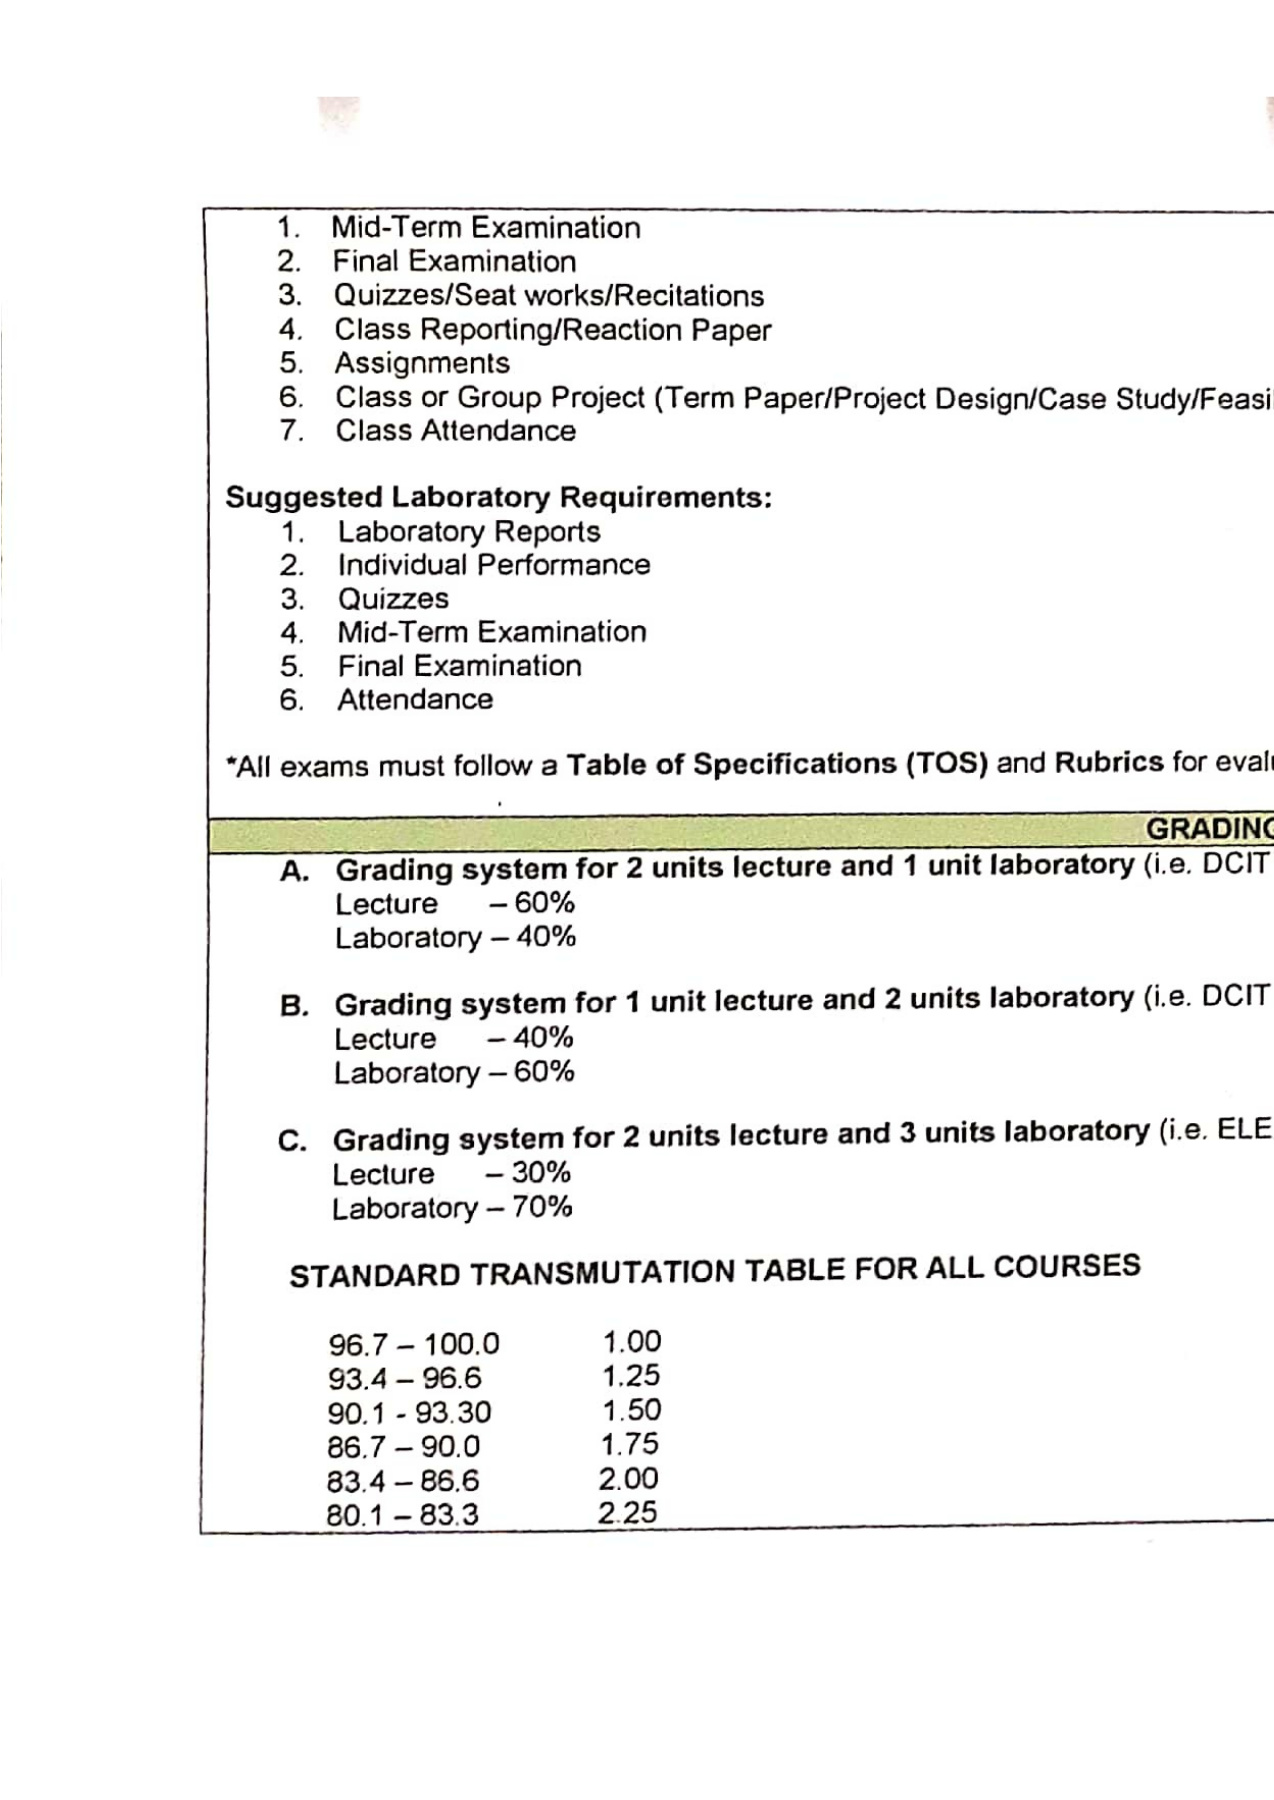 1. Mid-Term Examination
2. Final Examination
3. Quizzes/Seat works/Recitations
4. Class Reporting/Reaction Paper
5. Assignments
6. Class or Group Project (Term Paper/Project Design/Case Study/Feasi
7. Class Attendance
Suggested Laboratory Requirements:
1. Laboratory Reports
2. Individual Performance
3. Quizzes
4. Mid-Term Examination
5. Final Examination
6. Attendance
*All exams must follow a Table of Specifications (TOS) and Rubrics for eval
GRADING
A. Grading system for 2 units lecture and 1 unit laboratory (i.e. DCIT
Lecture – 60%
Laboratory – 40%
B. Grading system for 1 unit lecture and 2 units laboratory (i.e. DCIT
Lecture – 40%
Laboratory – 60%
C. Grading system for 2 units lecture and 3 units laboratory (i.e. ELE
Lecture – 30%
Laboratory – 70%
STANDARD TRANSMUTATION TABLE FOR ALL COURSES
96.7 – 100.0 1.00
93.4 – 96.6 1.25
90.1 - 93.30 1.50
86.7 – 90.0 1.75
83.4 – 86.6 2.00
80.1 – 83.3 2.25